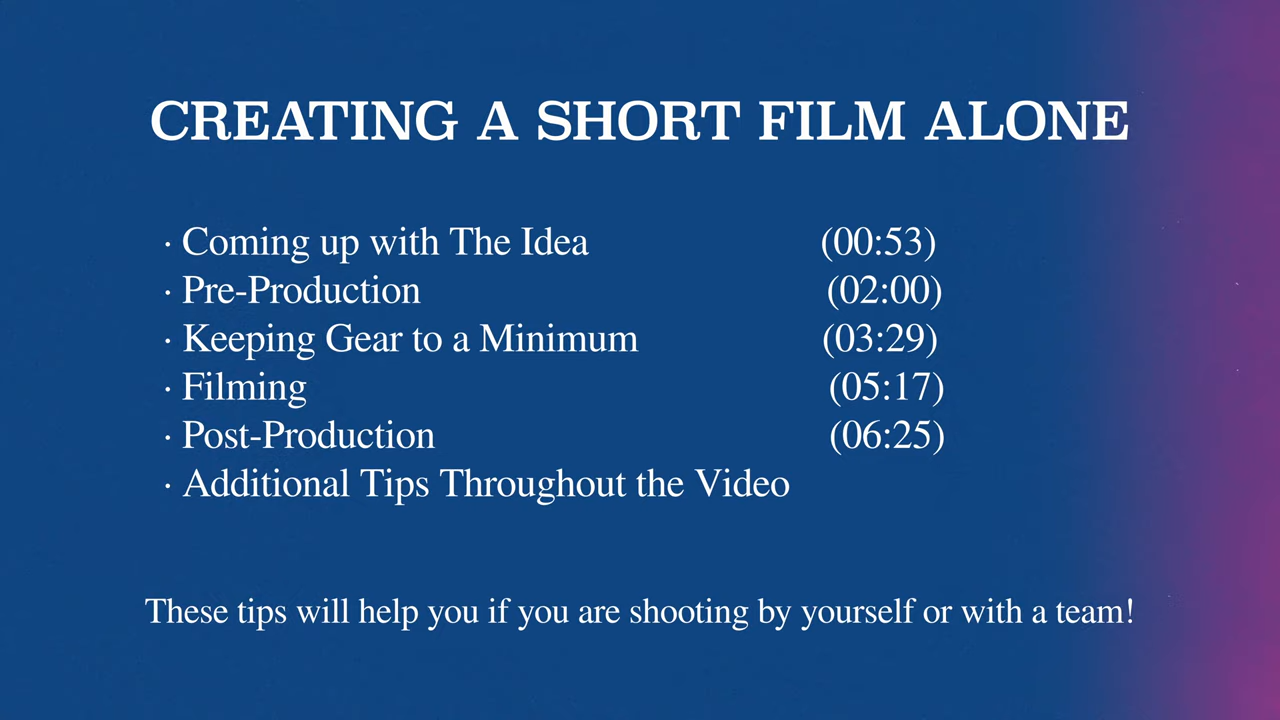 CREATING A SHORT FILM ALONE
· Coming up with The Idea (00:53)
· Pre-Production (02:00)
· Keeping Gear to a Minimum (03:29)
· Filming (05:17)
· Post-Production (06:25)
· Additional Tips Throughout the Video
These tips will help you if you are shooting by yourself or with a team!